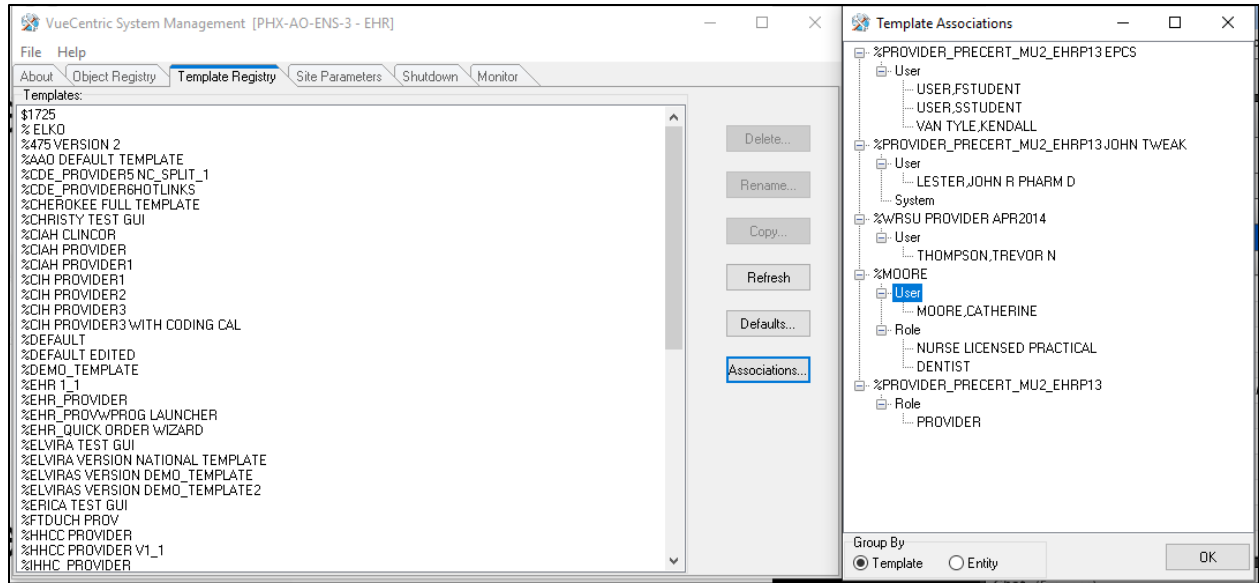 VueCentric System Management [PHX-AO-ENS-3 - EHR]
File Help
About Object Registry Template Registry Site Parameters Shutdown Monitor
Templates:
$1725
% ELKO
%475 VERSION 2
%AAO DEFAULT TEMPLATE
%CDE_PROVIDER5 NC_SPLIT_1
%CDE_PROVIDER6HOTLINKS
%CHEROKEE FULL TEMPLATE
%CHRISTY TEST GUI
%CIAH CLINCOR
%CIAH PROVIDER
%CIAH PROVIDER1
%CIH PROVIDER1
%CIH PROVIDER2
%CIH PROVIDER3
%CIH PROVIDER3 WITH CODING CAL
%DEFAULT
%DEFAULT EDITED
%DEMO_TEMPLATE
%EHR 1_1
%EHR_PROVIDER
%EHR_PROVWPROG LAUNCHER
%EHR_QUICK ORDER WIZARD
%ELVIRA TEST GUI
%ELVIRA VERSION NATIONAL TEMPLATE
%ELVIRAS VERSION DEMO_TEMPLATE
%ELVIRAS VERSION DEMO_TEMPLATE2
%ERICA TEST GUI
%FTDUCH PROV
%HHCC PROVIDER
%HHCC PROVIDER V1_1
%IHHC PROVIDER
Delete...
Rename...
Copy...
Refresh
Defaults...
Associations...
Template Associations
%PROVIDER_PRECERT_MU2_EHRP13 EPCS
User
USER,FSTUDENT
USER,SSTUDENT
VAN TYLE,KENDALL
%PROVIDER_PRECERT_MU2_EHRP13 JOHN TWEAK
User
LESTER,JOHN R PHARM D
System
%WRSU PROVIDER APR2014
User
THOMPSON,TREVOR N
%MOORE
User
MOORE,CATHERINE
Role
NURSE LICENSED PRACTICAL
DENTIST
%PROVIDER_PRECERT_MU2_EHRP13
Role
PROVIDER
Group By
Template Entity
OK